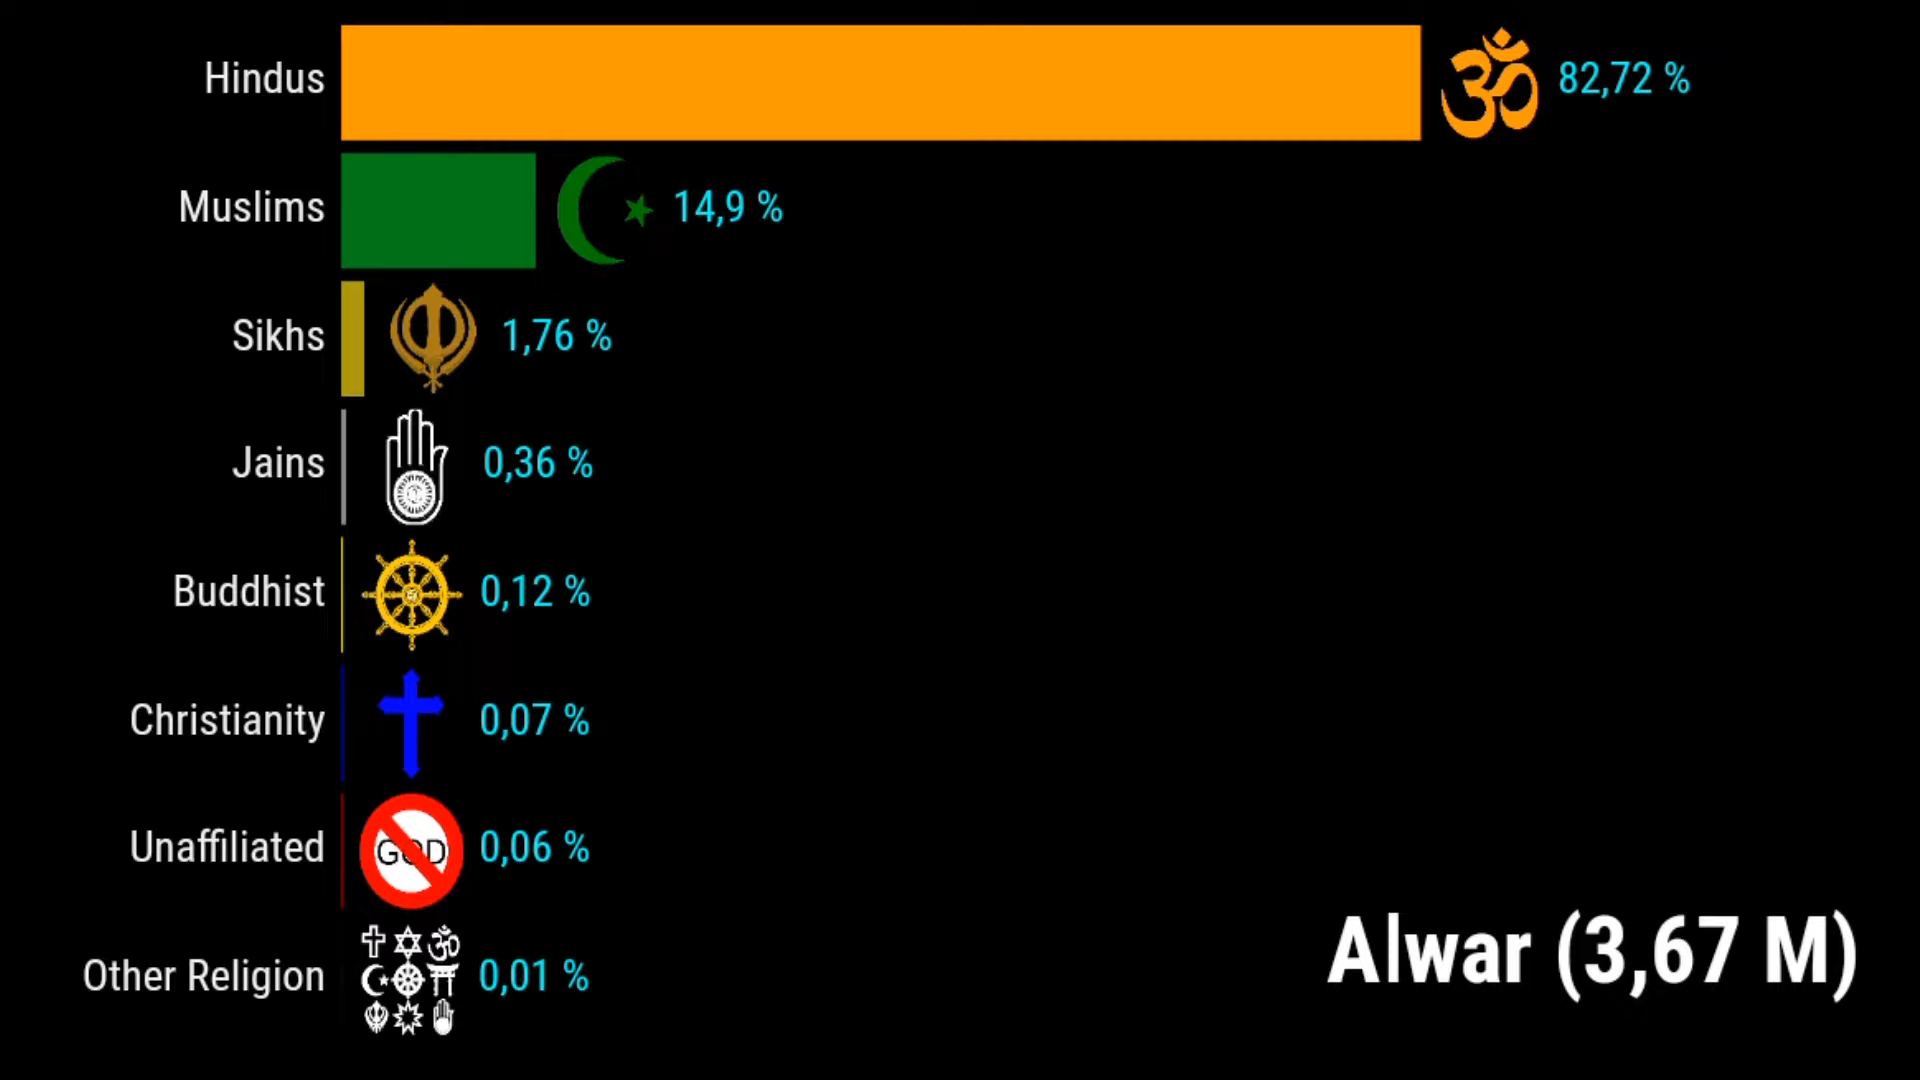 Hindus 82,72 %
Muslims 14,9 %
Sikhs 1,76 %
Jains 0,36 %
Buddhist 0,12 %
Christianity 0,07 %
Unaffiliated GOD 0,06 %
Other Religion 0,01 %
Alwar (3,67 M)